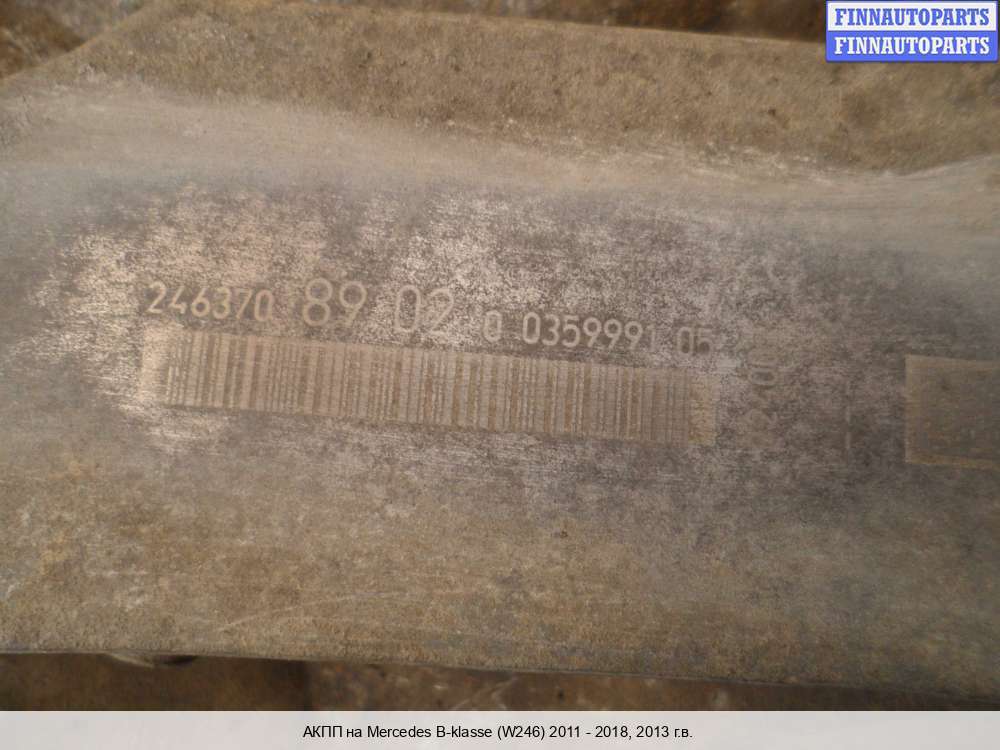 FINNAUTOPARTS
FINNAUTOPARTS
246370 89 02 0 0359991 05
АКПП на Mercedes B-klasse (W246) 2011 - 2018, 2013 г.в.